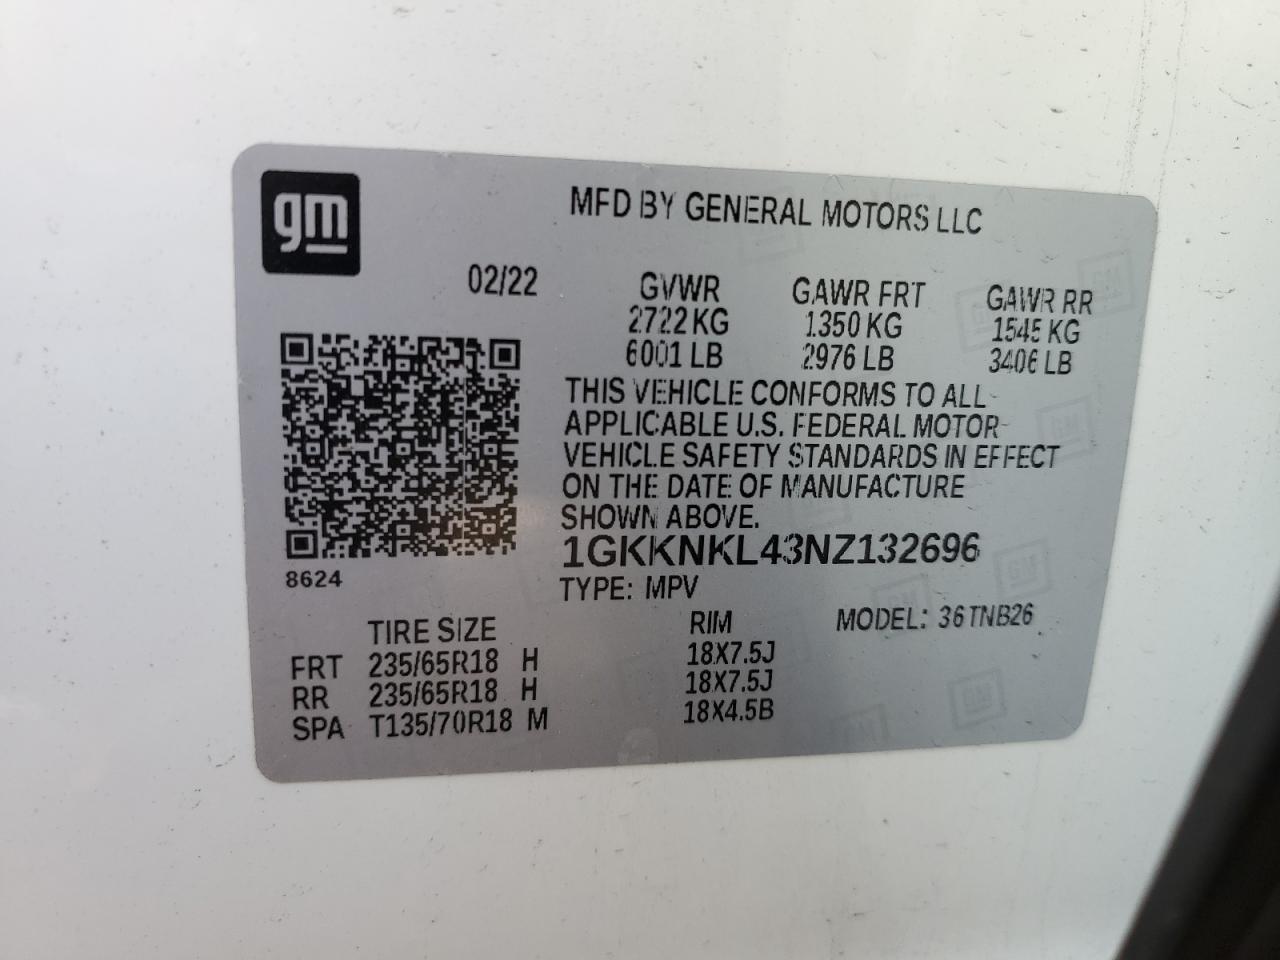 gm
MFD BY GENERAL MOTORS LLC
02/22 GVWR GAWR FRT GAWR RR
2722 KG 1350 KG 1545 KG
6001 LB 2976 LB 3406 LB
THIS VEHICLE CONFORMS TO ALL
APPLICABLE U.S. FEDERAL MOTOR
VEHICLE SAFETY STANDARDS IN EFFECT
ON THE DATE OF MANUFACTURE
SHOWN ABOVE.
1GKKNKL43NZ132696
8624
TYPE: MPV
MODEL: 36TNB26
TIRE SIZE RIM
FRT 235/65R18 H 18X7.5J
RR 235/65R18 H 18X7.5J
SPA T135/70R18 M 18X4.5B